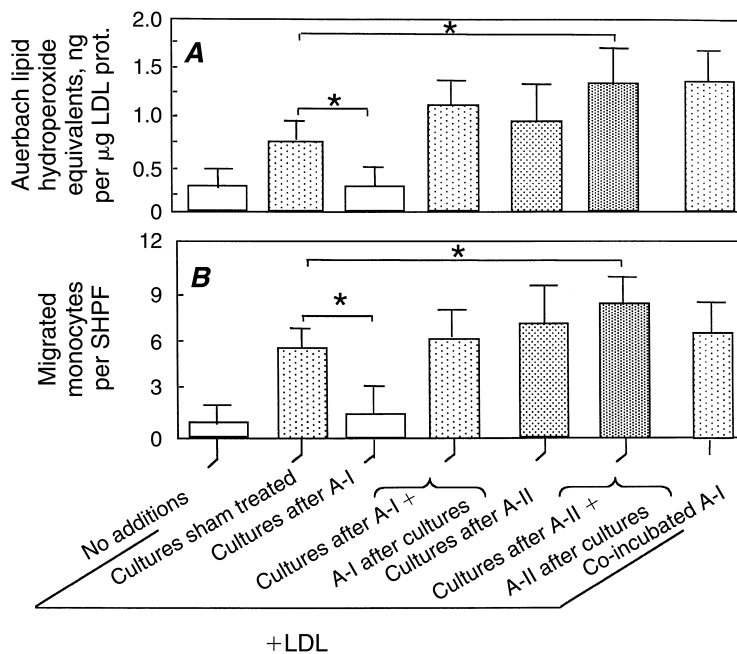 Auerbach lipid
hydroperoxide
equivalents, ng
per μg LDL prot.
2.0
1.5
1.0
0.5
0
A
*
*
Migrated
monocytes
per SHPF
12
9
6
3
0
B
*
*
No additions
Cultures sham treated
Cultures after A-I
Cultures after A-I +
A-I after cultures
Cultures after A-II
Cultures after A-II +
A-II after cultures
Co-incubated A-I
+LDL